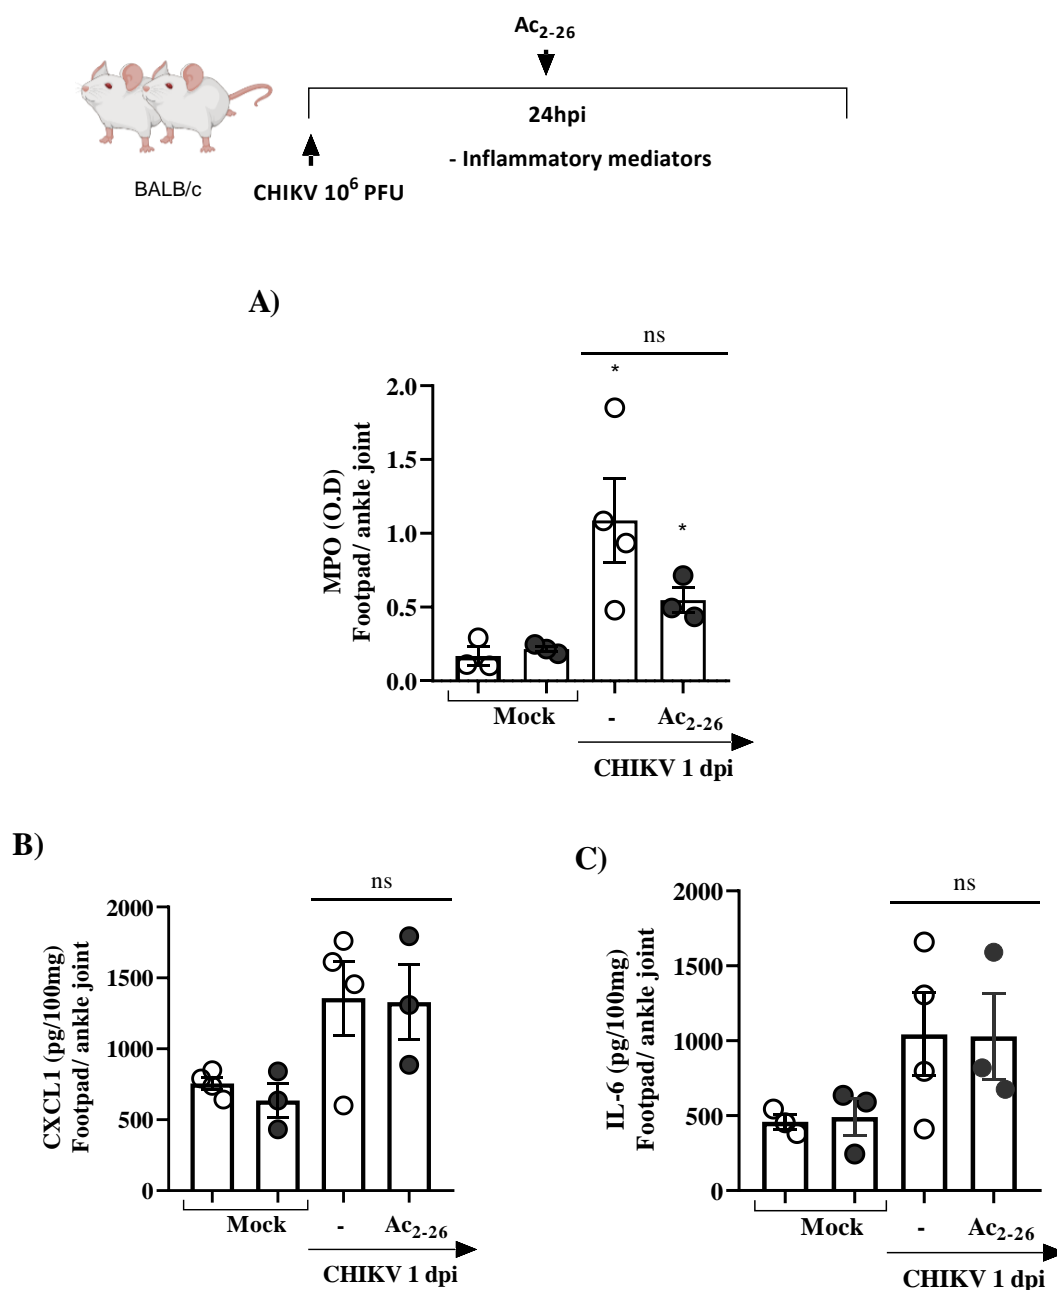 Ac2-26
24hpi
- Inflammatory mediators
BALB/c
CHIKV 10^6 PFU
A)
ns
*
*
MPO (O.D)
Footpad/ ankle joint
2.0
1.5
1.0
0.5
0.0
Mock
-
Ac2-26
CHIKV 1 dpi
B)
ns
CXCL1 (pg/100mg)
Footpad/ ankle joint
2000
1500
1000
500
0
Mock
-
Ac2-26
CHIKV 1 dpi
C)
ns
IL-6 (pg/100mg)
Footpad/ ankle joint
2000
1500
1000
500
0
Mock
-
Ac2-26
CHIKV 1 dpi